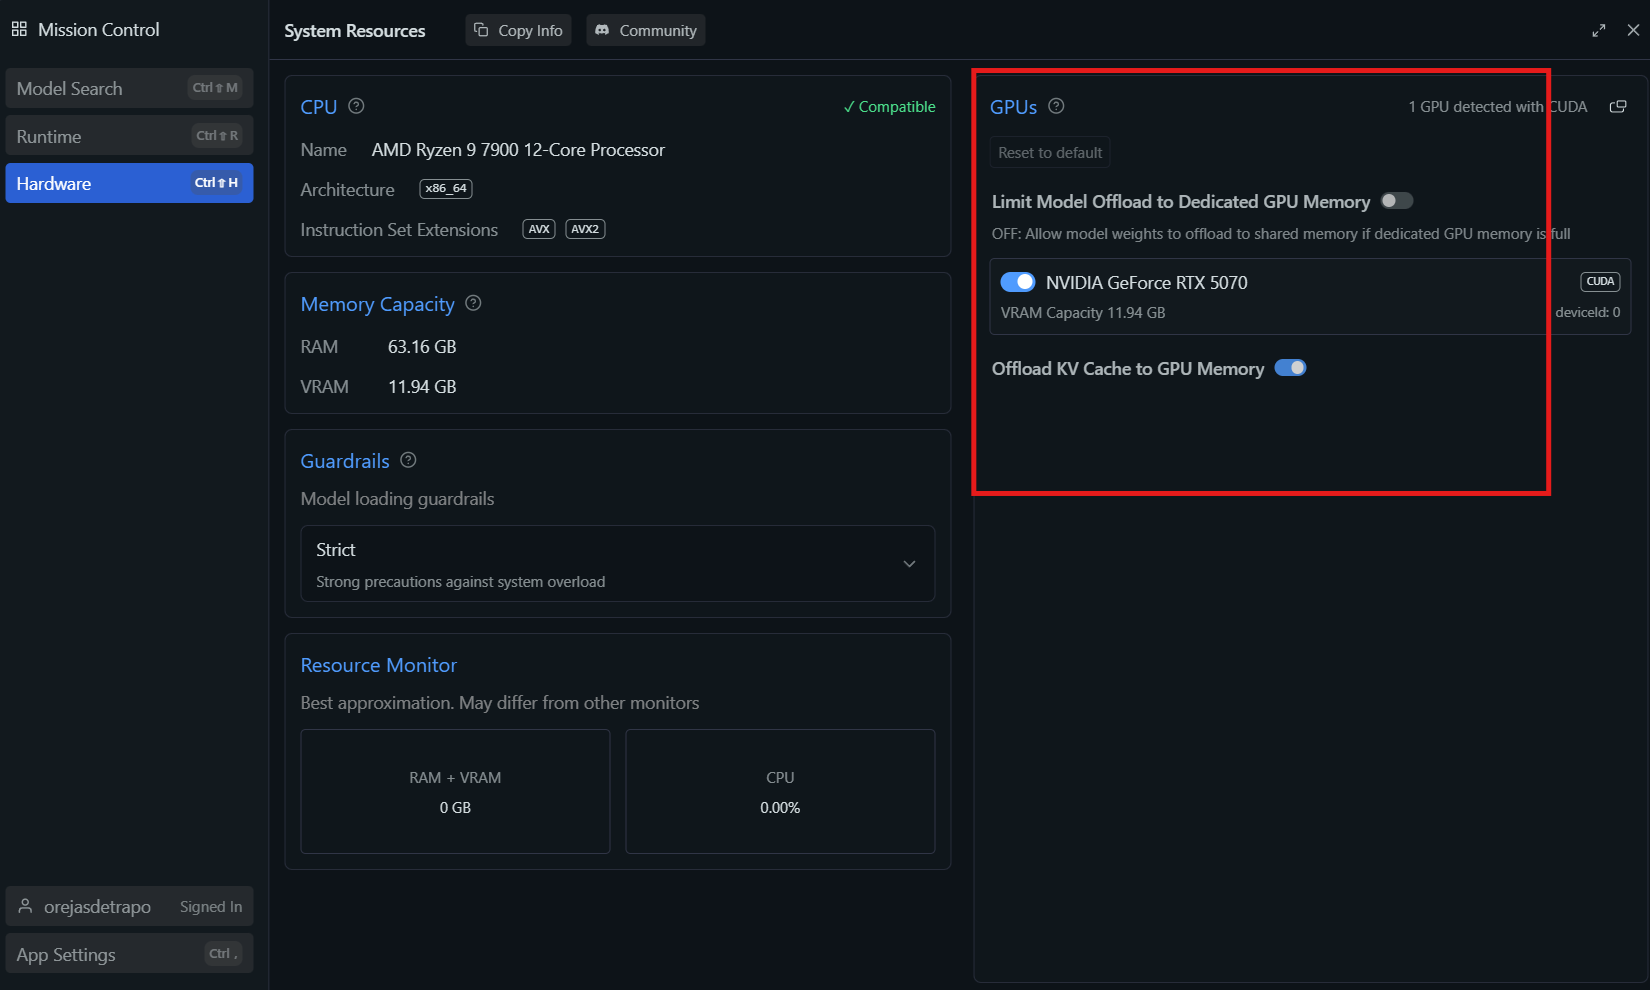 Mission Control
Model Search Ctrl⇧M
Runtime Ctrl⇧R
Hardware Ctrl⇧H
orejasdetrapo Signed In
App Settings Ctrl .
System Resources Copy Info Community
CPU ✓ Compatible
Name AMD Ryzen 9 7900 12-Core Processor
Architecture x86_64
Instruction Set Extensions AVX AVX2
Memory Capacity
RAM 63.16 GB
VRAM 11.94 GB
Guardrails
Model loading guardrails
Strict
Strong precautions against system overload
Resource Monitor
Best approximation. May differ from other monitors
RAM + VRAM
0 GB
CPU
0.00%
GPUs 1 GPU detected with CUDA
Reset to default
Limit Model Offload to Dedicated GPU Memory
OFF: Allow model weights to offload to shared memory if dedicated GPU memory is full
NVIDIA GeForce RTX 5070 CUDA
VRAM Capacity 11.94 GB deviceId: 0
Offload KV Cache to GPU Memory